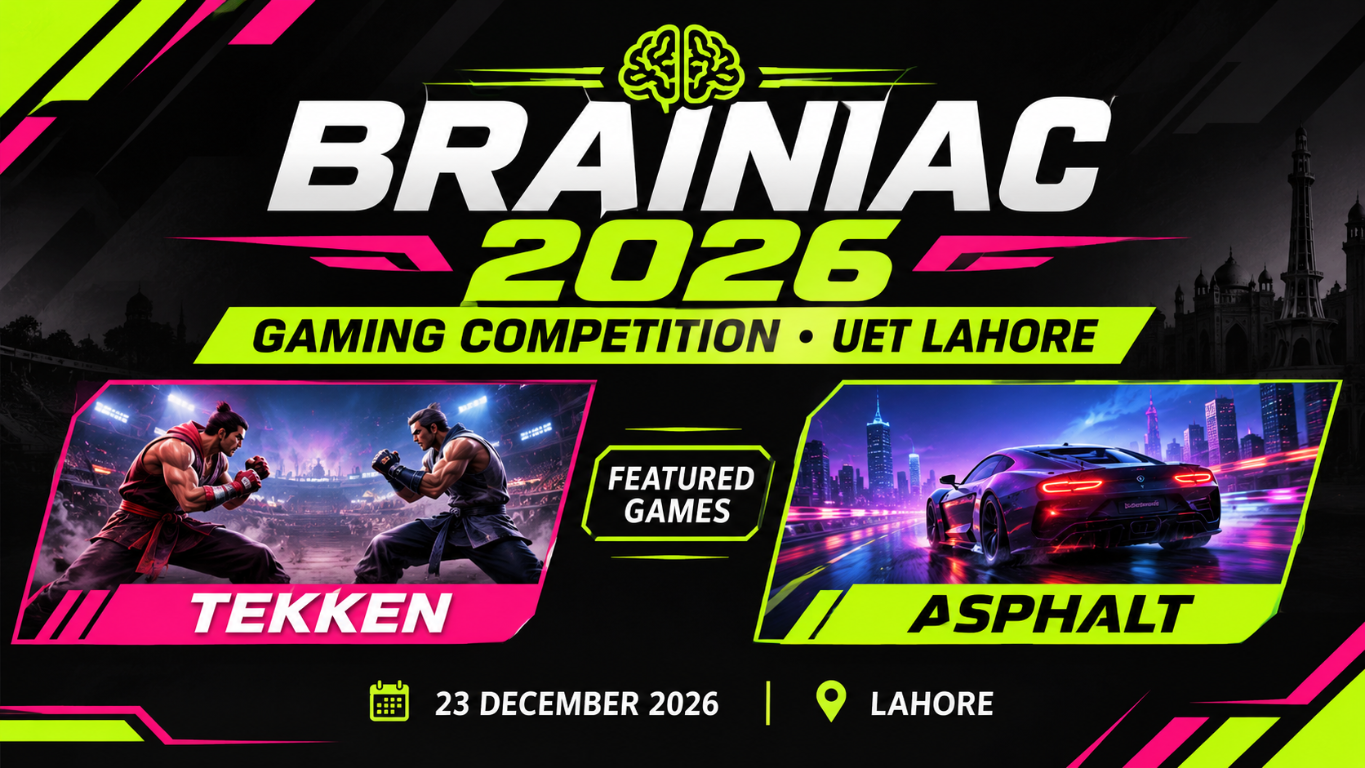 BRAINIAC
2026
GAMING COMPETITION • UET LAHORE
FEATURED
GAMES
TEKKEN
ASPHALT
23 DECEMBER 2026 | LAHORE